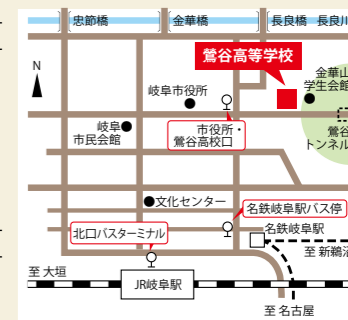 忠節橋
金華橋
長良橋
長良川
鶯谷高等学校
N
金華山
学生会館
岐阜市役所
岐阜
市民会館
市役所・
鶯谷高校口
鶯谷
トンネル
文化センター
名鉄岐阜駅バス停
北口バスターミナル
名鉄岐阜駅
至 新鵜沼
至 大垣
JR岐阜駅
至 名古屋